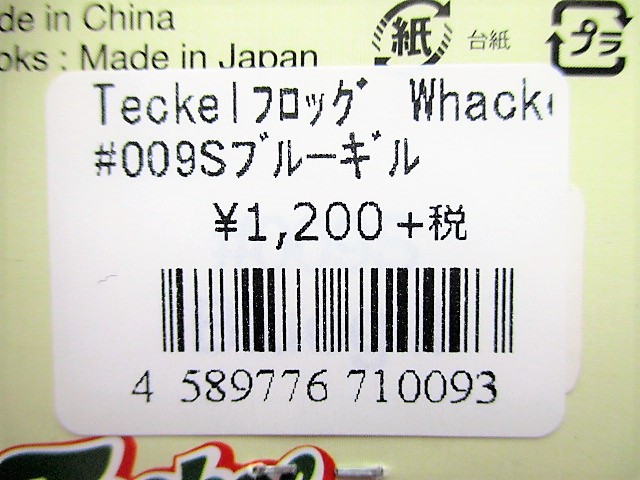 de in China
oks : Made in Japan
紙
台紙
プラ
Teckelフロッグ Whack
#009Sブルーギル
¥1,200+税
4 589776 710093